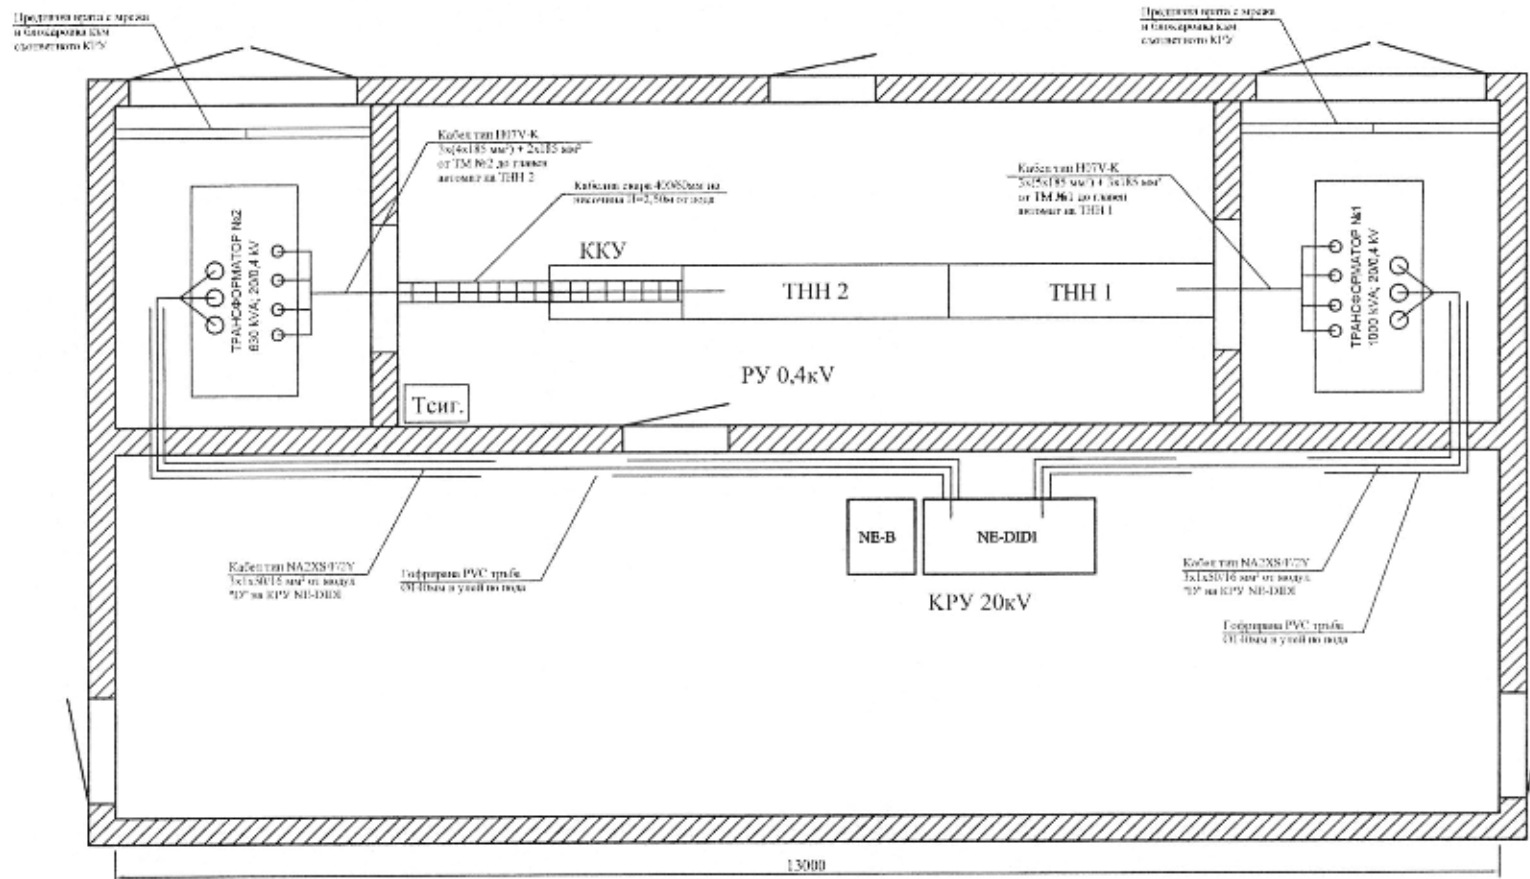 Предпазна врата с мрежа
и блокировка към
съответното КРУ
Предпазна врата с мрежа
и блокировка към
съответното КРУ
Кабел тип H07V-K
3x(4x185 мм²) + 2x185 мм²
от ТМ №2 до главен
автомат на ТНН 2
Кабелна скара 400/60мм на
височина H=2,50м от пода
Кабел тип H07V-K
3x(5x185 мм²) + 3x185 мм²
от ТМ №1 до главен
автомат на ТНН 1
ТРАНСФОРМАТОР №2
630 kVA; 20/0,4 kV
ККУ
ТНН 2
ТНН 1
ТРАНСФОРМАТОР №1
1000 kVA; 20/0,4 kV
РУ 0,4кV
Тсиг.
NE-B
NE-DIDI
КРУ 20кV
Кабел тип NA2XS/F/2Y
3x1x50/16 мм² от модул
"D" на КРУ NE-DIDI
Гофрирана PVC тръба
Ø140мм в улей по пода
Кабел тип NA2XS/F/2Y
3x1x50/16 мм² от модул
"D" на КРУ NE-DIDI
Гофрирана PVC тръба
Ø140мм в улей по пода
13000